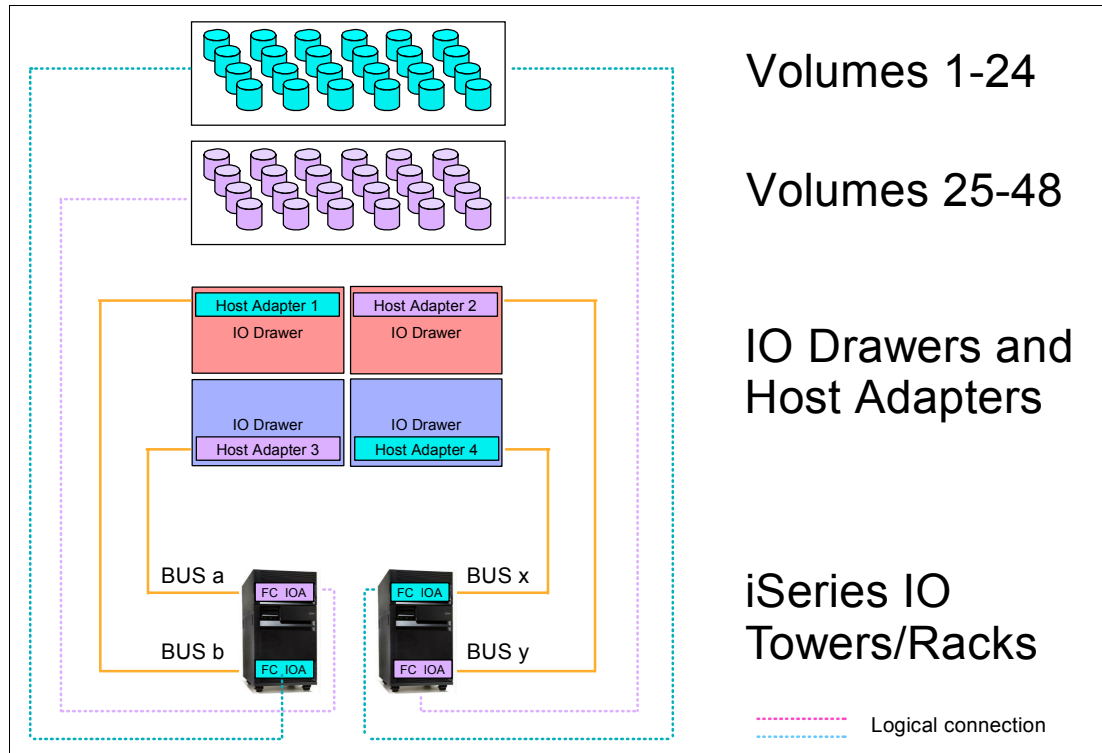 Volumes 1-24
Volumes 25-48
Host Adapter 1
Host Adapter 2
IO Drawer
IO Drawer
IO Drawers and
Host Adapters
IO Drawer
IO Drawer
Host Adapter 3
Host Adapter 4
BUS a
BUS x
FC IOA
FC IOA
iSeries IO
Towers/Racks
BUS b
BUS y
FC IOA
FC IOA
Logical connection